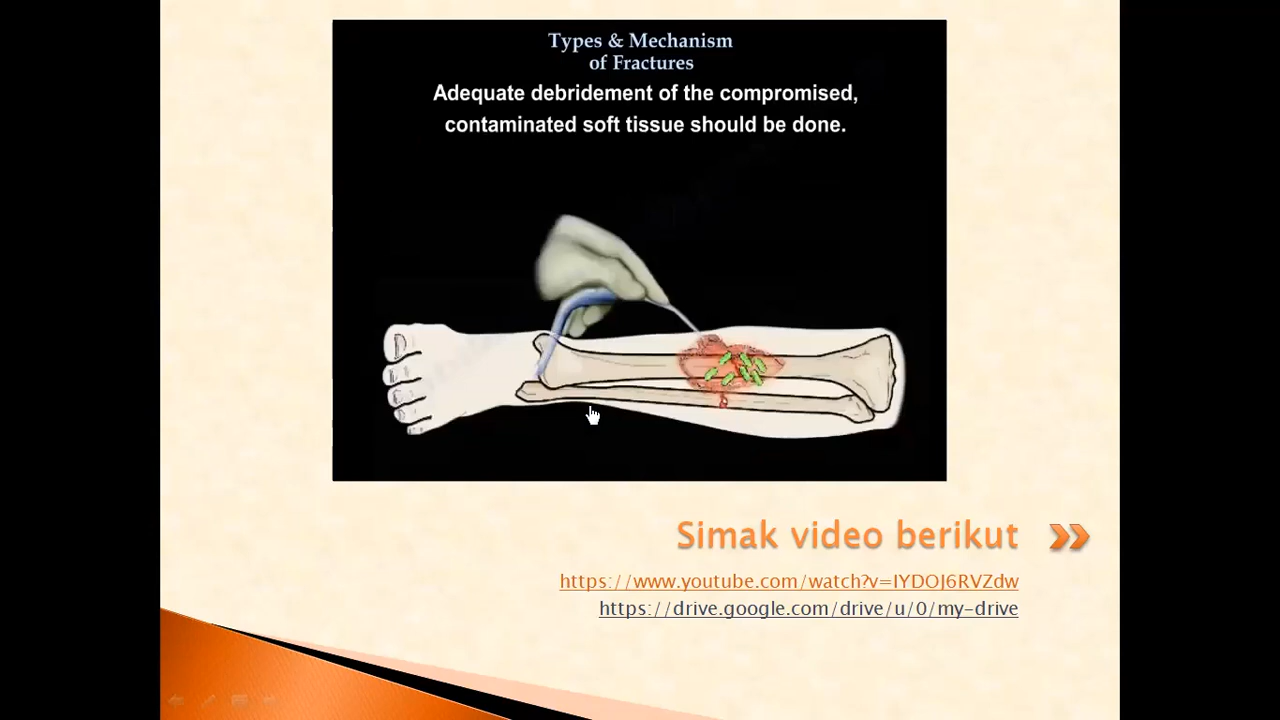 Types & Mechanism
of Fractures
Adequate debridement of the compromised,
contaminated soft tissue should be done.
Simak video berikut
https://www.youtube.com/watch?v=IYDOJ6RVZdw
https://drive.google.com/drive/u/0/my-drive